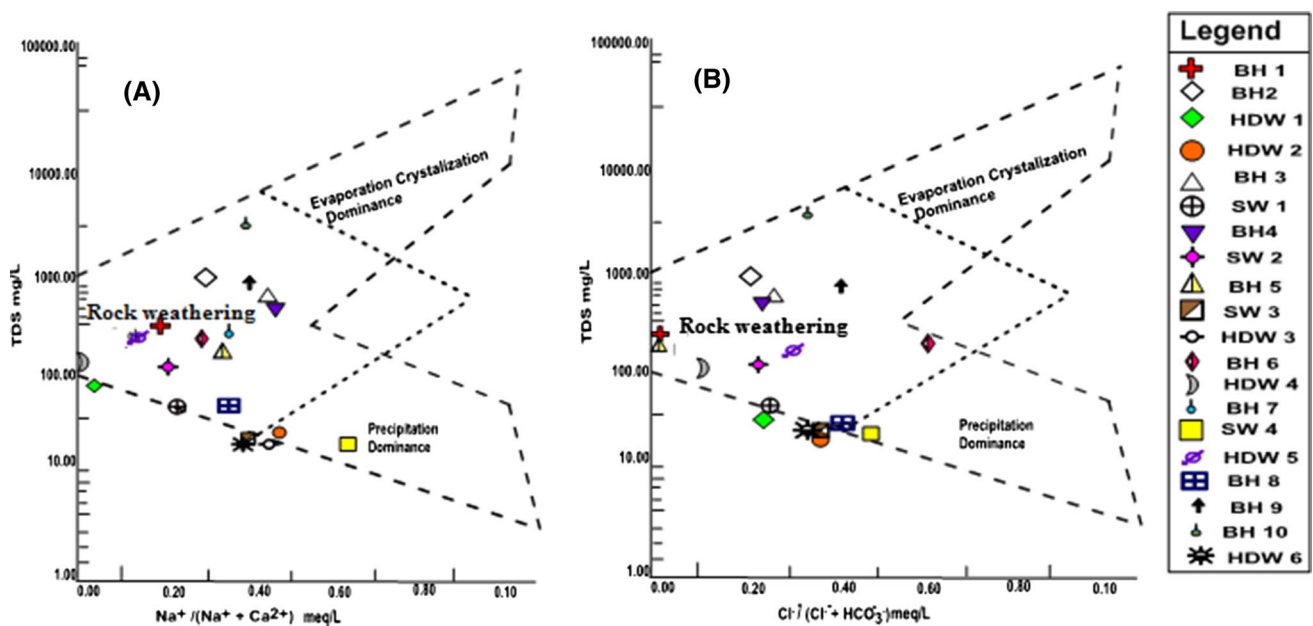 (A)
100000.00
10000.00
1000.00
100.00
10.00
1.00
TDS mg/L
Evaporation Crystalization
Dominance
Rock weathering
Precipitation
Dominance
0.00 0.20 0.40 0.60 0.80 0.10
Na⁺ /(Na⁺ + Ca²⁺) meq/L
(B)
100000.00
10000.00
1000.00
100.00
10.00
1.00
TDS mg/L
Evaporation Crystalization
Dominance
Rock weathering
Precipitation
Dominance
0.00 0.20 0.40 0.60 0.80 0.10
Cl⁻/ (Cl⁻ + HCO₃⁻)meq/L
Legend
BH 1
BH2
HDW 1
HDW 2
BH 3
SW 1
BH4
SW 2
BH 5
SW 3
HDW 3
BH 6
HDW 4
BH 7
SW 4
HDW 5
BH 8
BH 9
BH 10
HDW 6